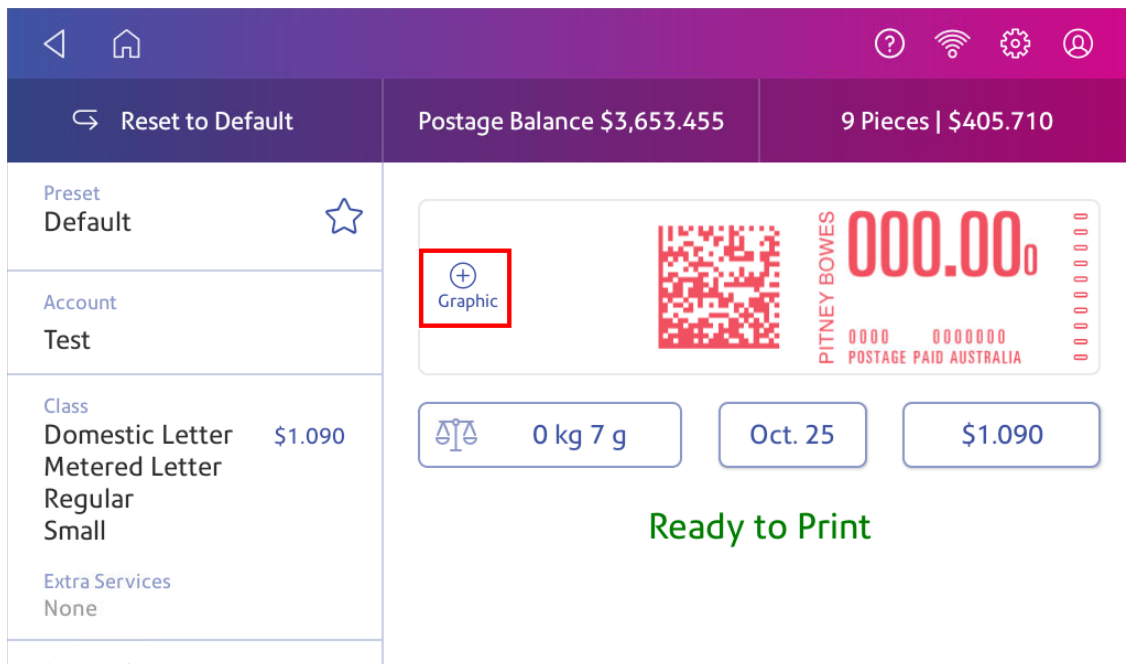 Reset to Default
Postage Balance $3,653.455
9 Pieces | $405.710
Preset
Default
Account
Test
Class
Domestic Letter $1.090
Metered Letter
Regular
Small
Extra Services
None
Graphic
PITNEY BOWES
000.000
0000 0000000
POSTAGE PAID AUSTRALIA
0 kg 7 g
Oct. 25
$1.090
Ready to Print